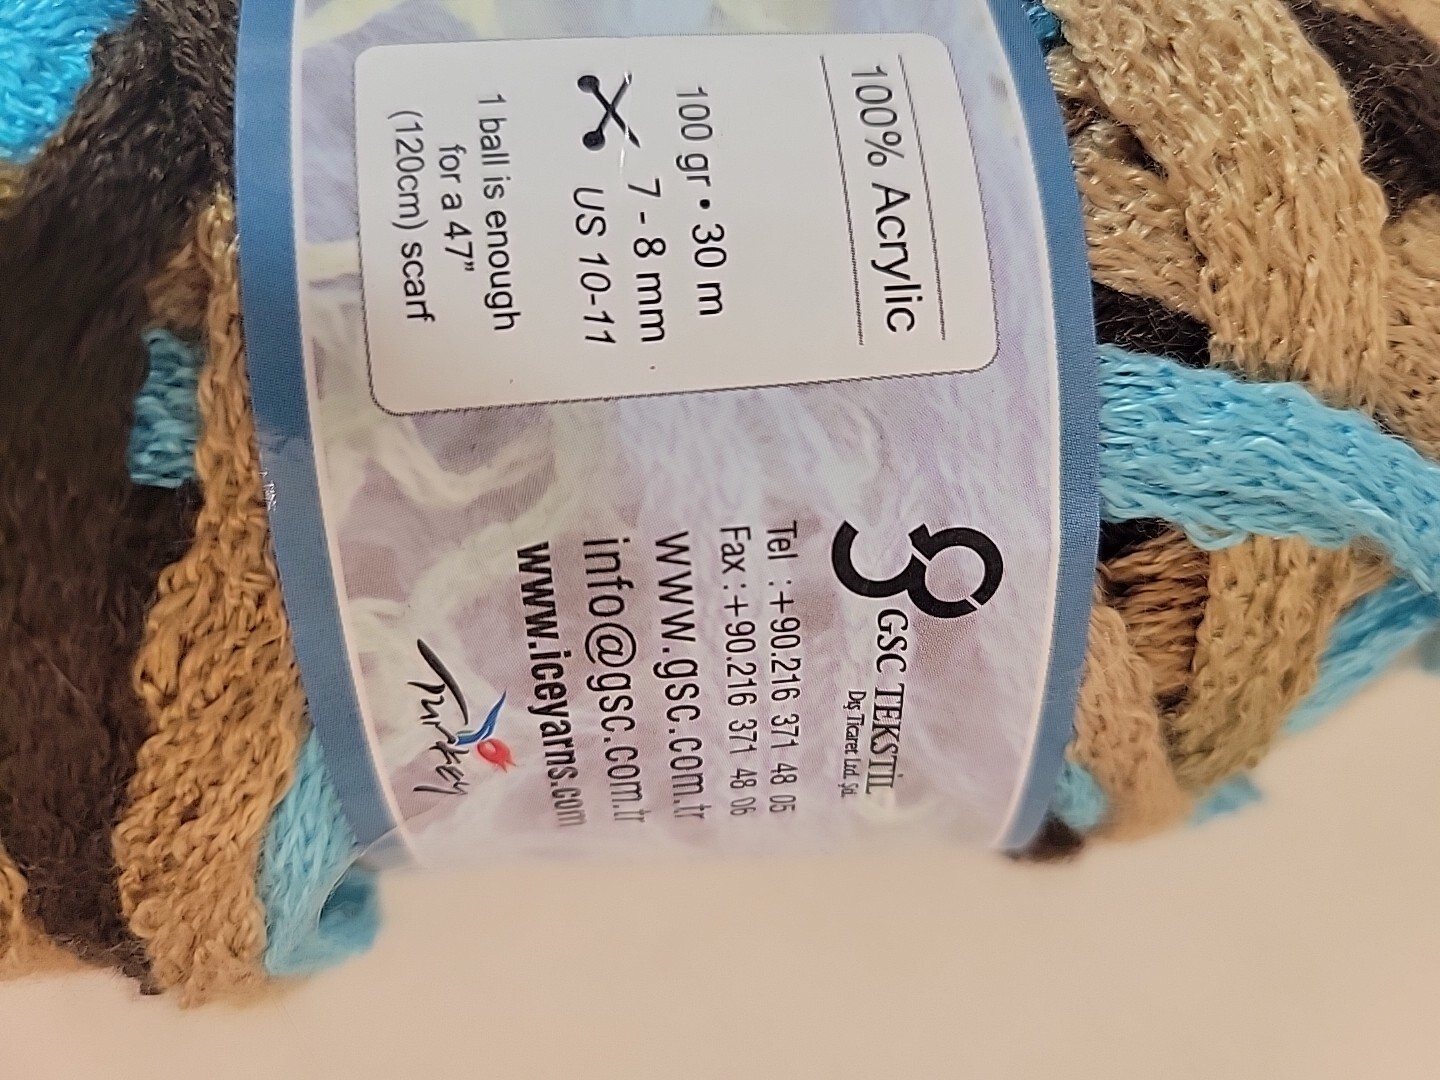 100% Acrylic
100 gr • 30 m
7 - 8 mm
US 10-11
1 ball is enough
for a 47"
(120cm) scarf
GSC TEKSTİL
Dış Ticaret Ltd. Şti.
Tel : +90.216 371 48 05
Fax : +90.216 371 48 06
www.gsc.com.tr
info@gsc.com.tr
www.iceyarns.com
Turkey